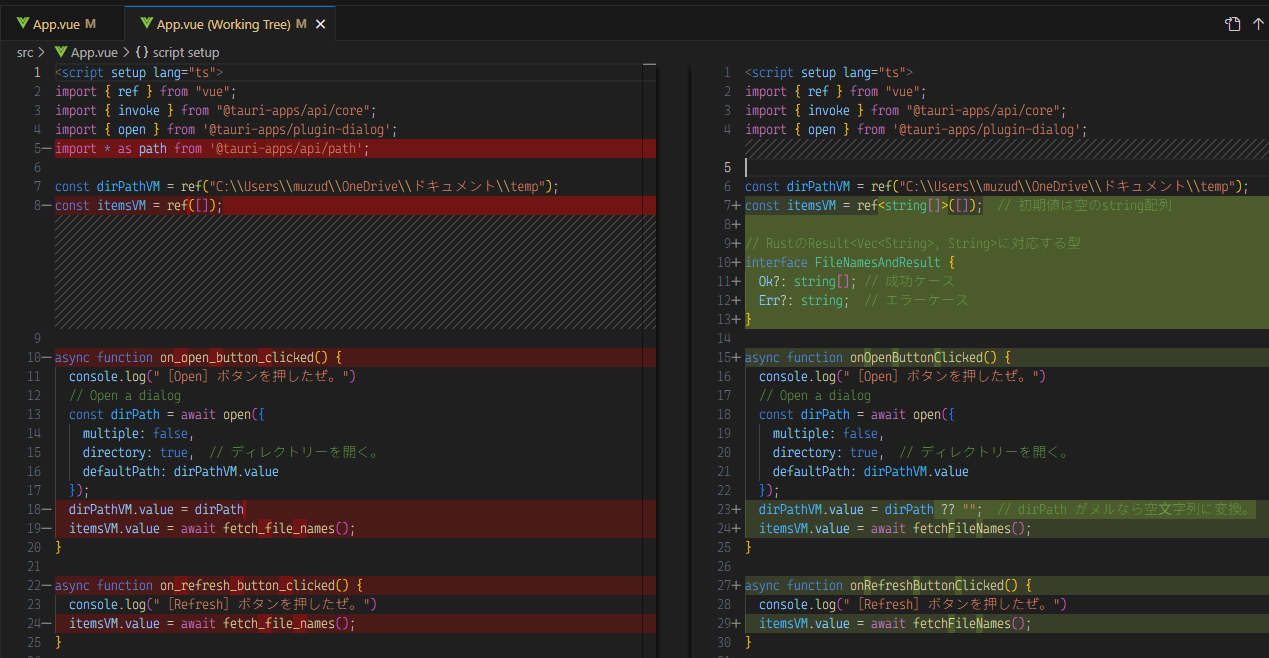 App.vue M
App.vue (Working Tree) M
src > App.vue > {} script setup
1 <script setup lang="ts">
2 import { ref } from "vue";
3 import { invoke } from "@tauri-apps/api/core";
4 import { open } from '@tauri-apps/plugin-dialog';
5− import * as path from '@tauri-apps/api/path';
6
7 const dirPathVM = ref("C:\\Users\\muzud\\OneDrive\\ドキュメント\\temp");
8− const itemsVM = ref([]);
9
10− async function on_open_button_clicked() {
11 console.log("［Open］ボタンを押したぜ。")
12 // Open a dialog
13 const dirPath = await open({
14 multiple: false,
15 directory: true, // ディレクトリーを開く。
16 defaultPath: dirPathVM.value
17 });
18− dirPathVM.value = dirPath
19− itemsVM.value = await fetch_file_names();
20 }
21
22− async function on_refresh_button_clicked() {
23 console.log("［Refresh］ボタンを押したぜ。")
24− itemsVM.value = await fetch_file_names();
25 }
1 <script setup lang="ts">
2 import { ref } from "vue";
3 import { invoke } from "@tauri-apps/api/core";
4 import { open } from '@tauri-apps/plugin-dialog';
5
6 const dirPathVM = ref("C:\\Users\\muzud\\OneDrive\\ドキュメント\\temp");
7+ const itemsVM = ref<string[]>([]); // 初期値は空のstring配列
8+
9+ // RustのResult<Vec<String>, String>に対応する型
10+ interface FileNamesAndResult {
11+ Ok?: string[]; // 成功ケース
12+ Err?: string; // エラーケース
13+ }
14
15+ async function onOpenButtonClicked() {
16 console.log("［Open］ボタンを押したぜ。")
17 // Open a dialog
18 const dirPath = await open({
19 multiple: false,
20 directory: true, // ディレクトリーを開く。
21 defaultPath: dirPathVM.value
22 });
23+ dirPathVM.value = dirPath ?? ""; // dirPath がヌルなら空文字列に変換。
24+ itemsVM.value = await fetchFileNames();
25 }
26
27+ async function onRefreshButtonClicked() {
28 console.log("［Refresh］ボタンを押したぜ。")
29+ itemsVM.value = await fetchFileNames();
30 }